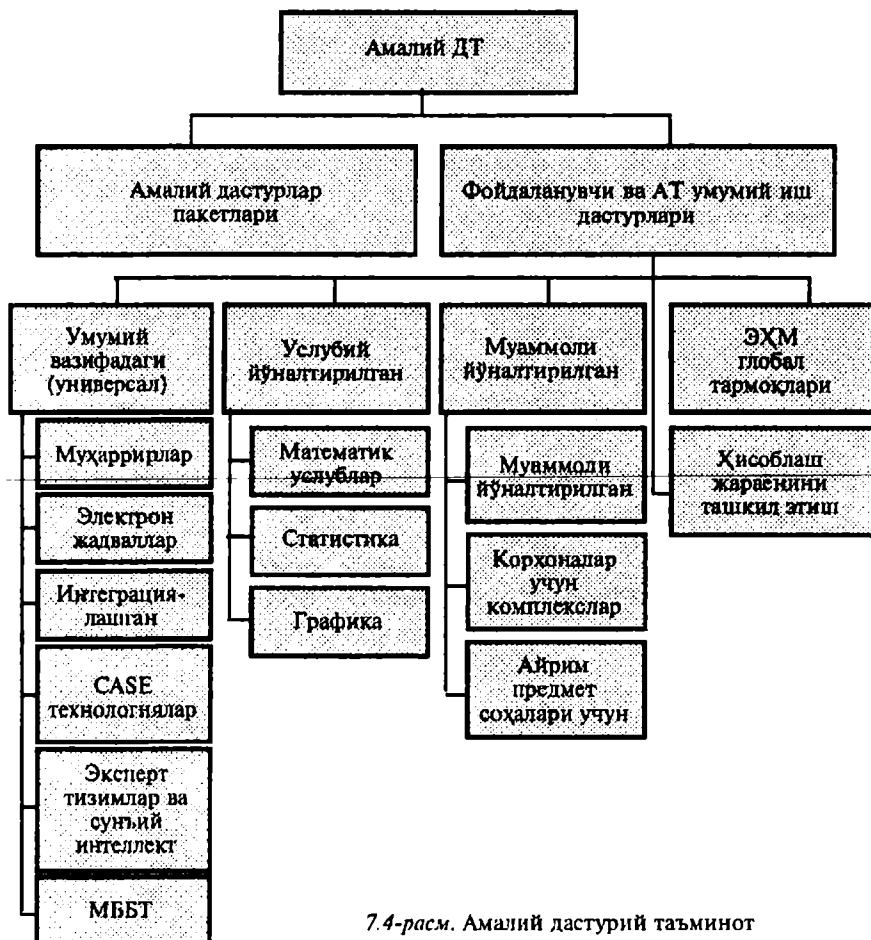 Амалий ДТ
Амалий дастурлар
пакетлари
Фойдаланувчи ва АТ умумий иш
дастурлари
Умумий
вазифадаги
(универсал)
Услубий
йўналтирилган
Муаммоли
йўналтирилган
ЭҲМ
глобал
тармоқлари
Муҳаррирлар
Электрон
жадваллар
Интеграция-
лашган
CASE
технологиялар
Эксперт
тизимлар ва
сунъий
интеллект
МББТ
Математик
услублар
Статистика
Графика
Муаммоли
йўналтирилган
Корхоналар
учун
комплекслар
Айрим
предмет
соҳалари учун
Ҳисоблаш
жараенини
ташкил этиш
7.4-расм. Амалий дастурий таъминот